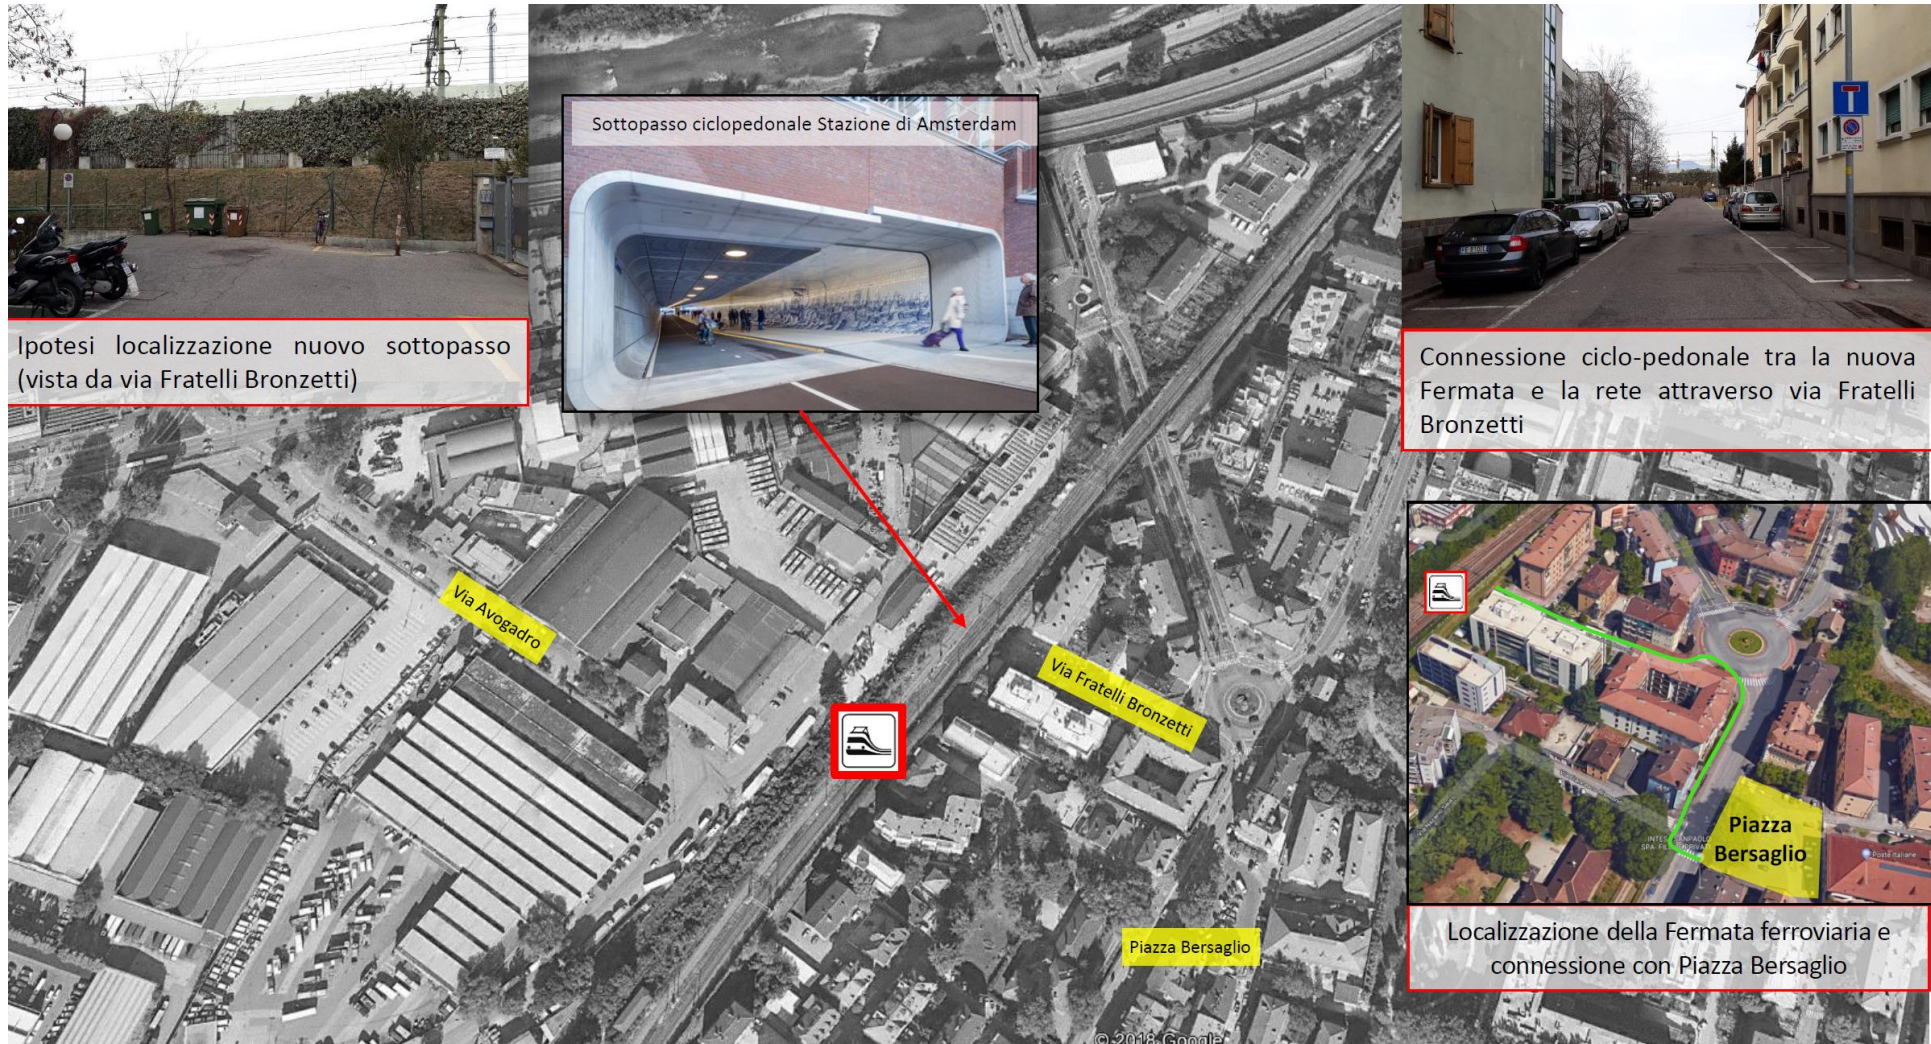 Sottopasso ciclopedonale Stazione di Amsterdam
Ipotesi localizzazione nuovo sottopasso
(vista da via Fratelli Bronzetti)
Connessione ciclo-pedonale tra la nuova
Fermata e la rete attraverso via Fratelli
Bronzetti
Via Avogadro
Via Fratelli Bronzetti
Piazza Bersaglio
Piazza
Bersaglio
Poste Italiane
Localizzazione della Fermata ferroviaria e
connessione con Piazza Bersaglio
© 2018 Google